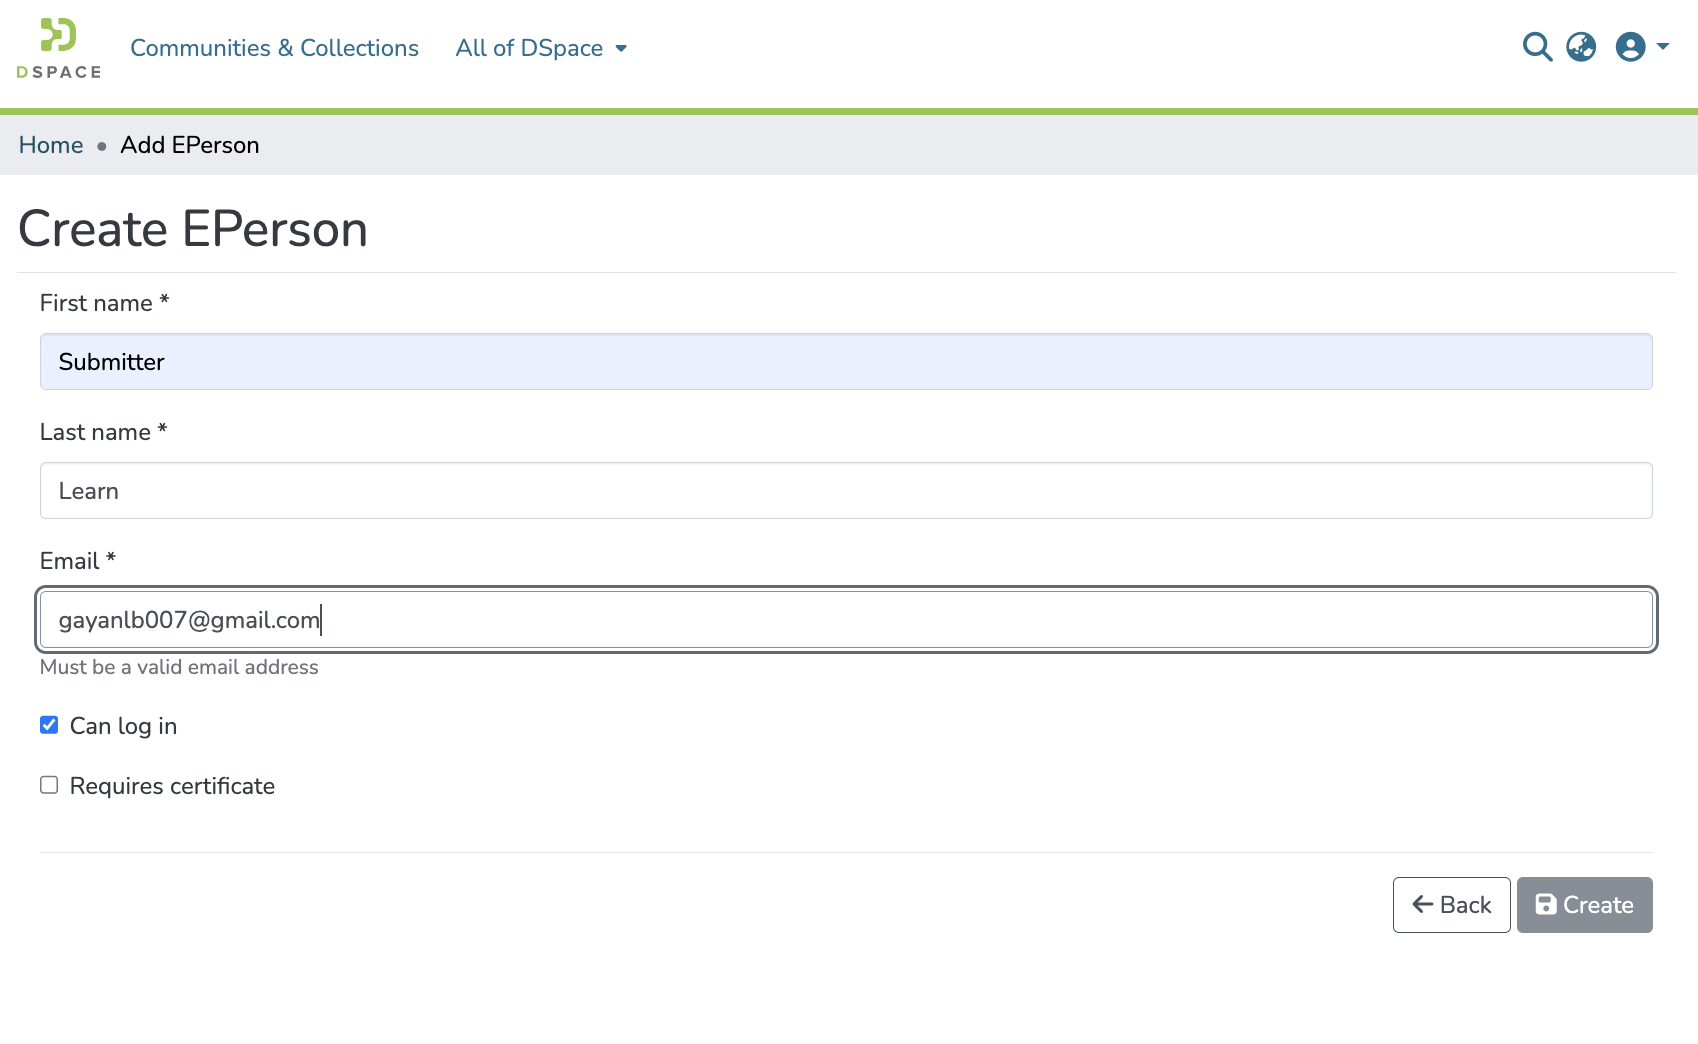 DSPACE
Communities & Collections
All of DSpace
Home • Add EPerson
Create EPerson
First name *
Submitter
Last name *
Learn
Email *
gayanlb007@gmail.com
Must be a valid email address
Can log in
Requires certificate
Back
Create